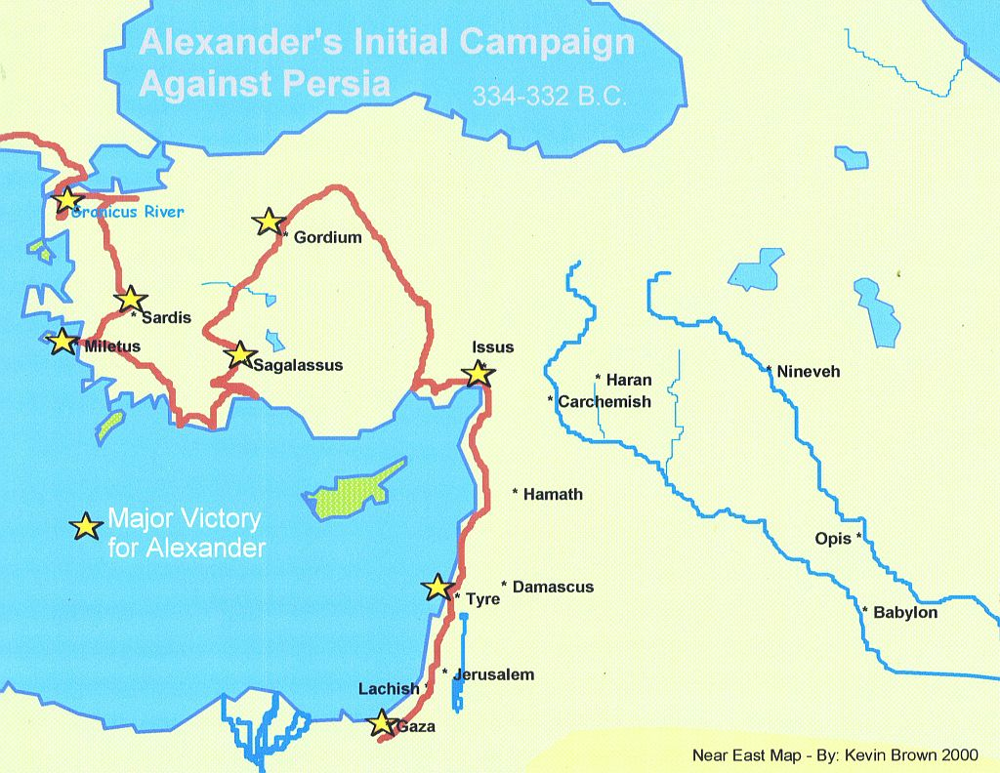 Alexander's Initial Campaign
Against Persia
334-332 B.C.
Granicus River
* Gordium
* Sardis
* Miletus
Sagalassus
Issus
*
* Haran
* Carchemish
* Nineveh
* Hamath
Major Victory
for Alexander
Opis *
* Damascus
* Tyre
* Babylon
* Jerusalem
Lachish *
* Gaza
Near East Map - By: Kevin Brown 2000